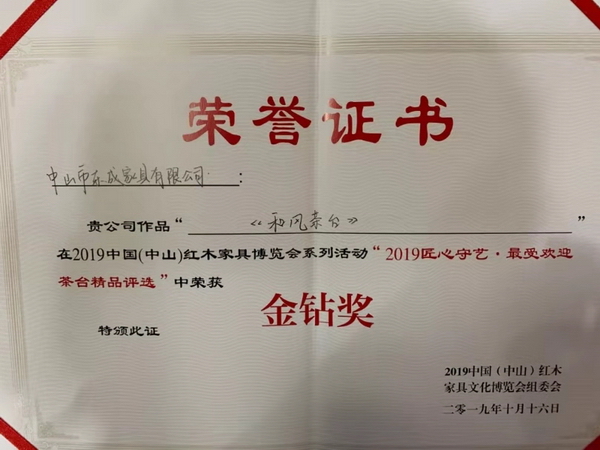 荣誉证书
中山市东成家具有限公司：
贵公司作品“《和风茶台》”
在2019中国(中山)红木家具博览会系列活动“2019匠心守艺·最受欢迎
茶台精品评选”中荣获
金钻奖
特颁此证
2019中国（中山）红木
家具文化博览会组委会
二零一九年十月十六日